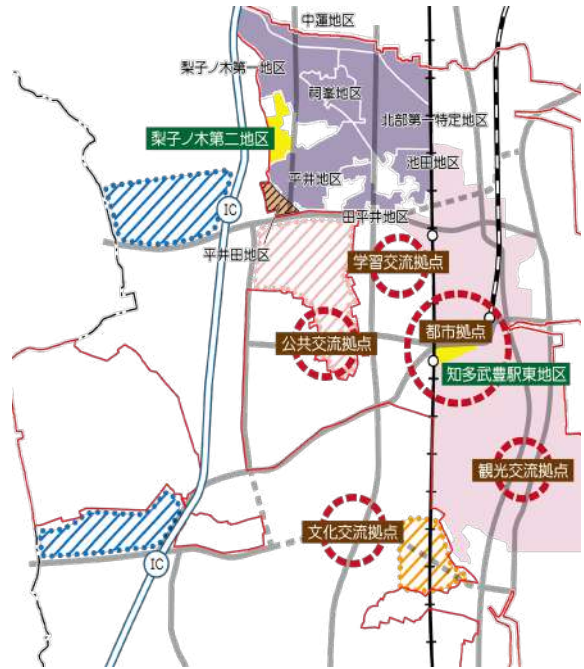 中蓮地区
梨子ノ木第一地区
祠峯地区
北部第一特定地区
梨子ノ木第二地区
池田地区
平井地区
IC
田平井地区
平井田地区
学習交流拠点
都市拠点
公共交流拠点
知多武豊駅東地区
観光交流拠点
文化交流拠点
IC